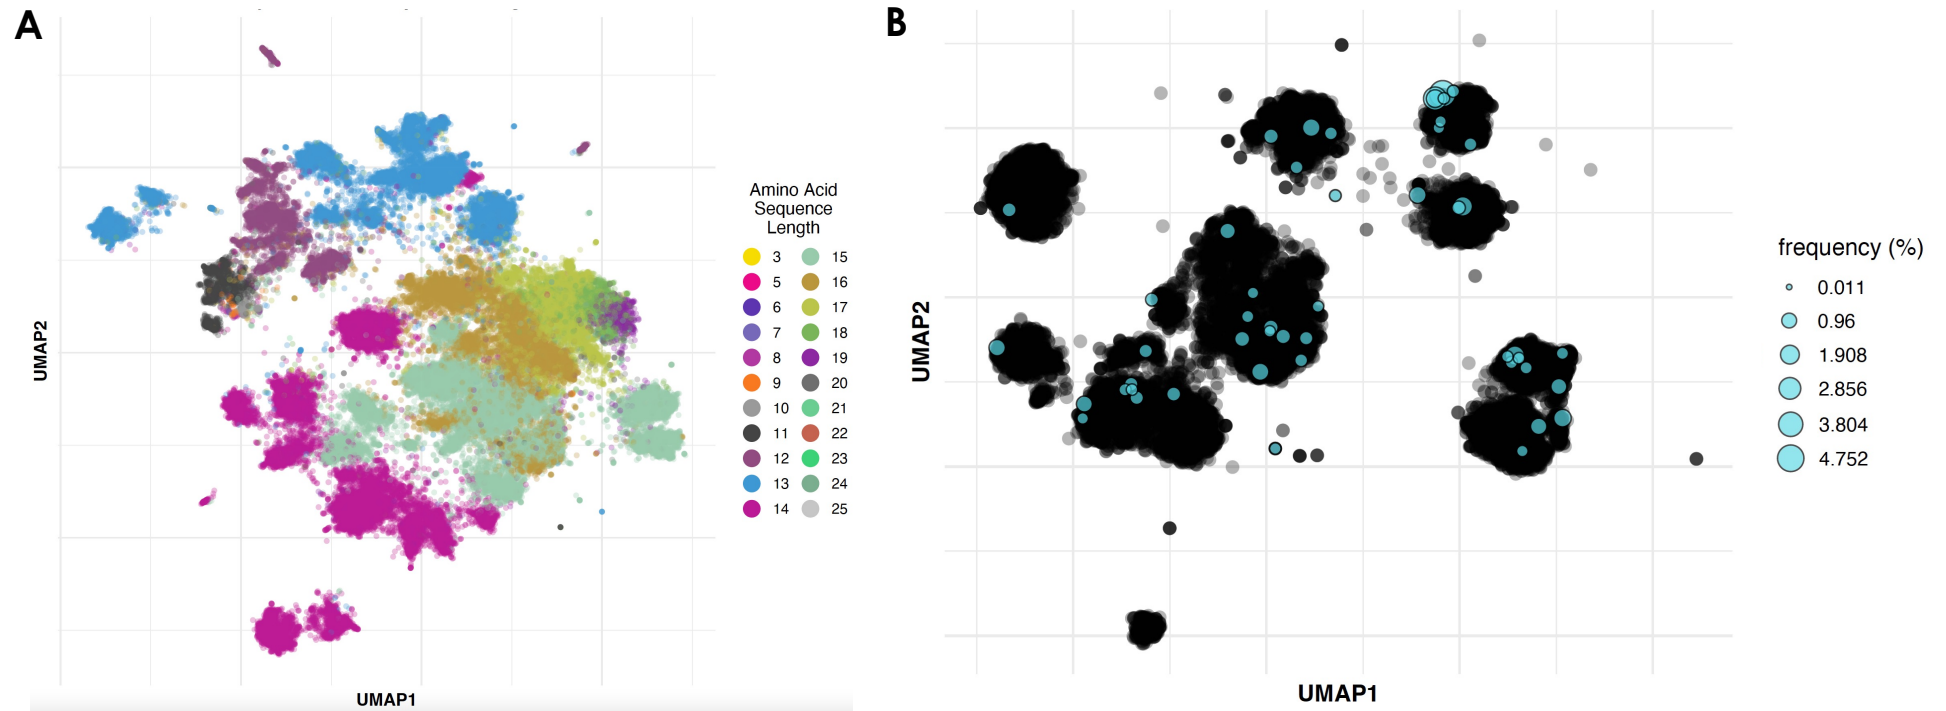 A
B
UMAP2
UMAP1
Amino Acid
Sequence
Length
3 15
5 16
6 17
7 18
8 19
9 20
10 21
11 22
12 23
13 24
14 25
UMAP2
UMAP1
frequency (%)
0.011
0.96
1.908
2.856
3.804
4.752